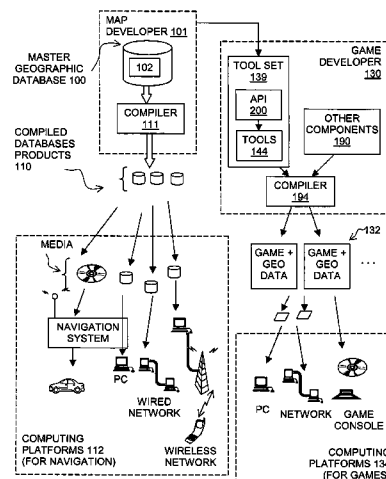 MAP
DEVELOPER 101
MASTER
GEOGRAPHIC
DATABASE 100
102
COMPILER
111
COMPILED
DATABASES
PRODUCTS
110
GAME DEVELOPER
130
TOOL SET
139
API
200
TOOLS
144
OTHER
COMPONENTS
190
COMPILER
194
132
GAME +
GEO
DATA
GAME +
GEO
DATA
...
MEDIA
NAVIGATION
SYSTEM
PC
WIRED
NETWORK
WIRELESS
NETWORK
COMPUTING
PLATFORMS 112
(FOR NAVIGATION)
PC
NETWORK
GAME
CONSOLE
COMPUTING
PLATFORMS 134
(FOR GAMES)